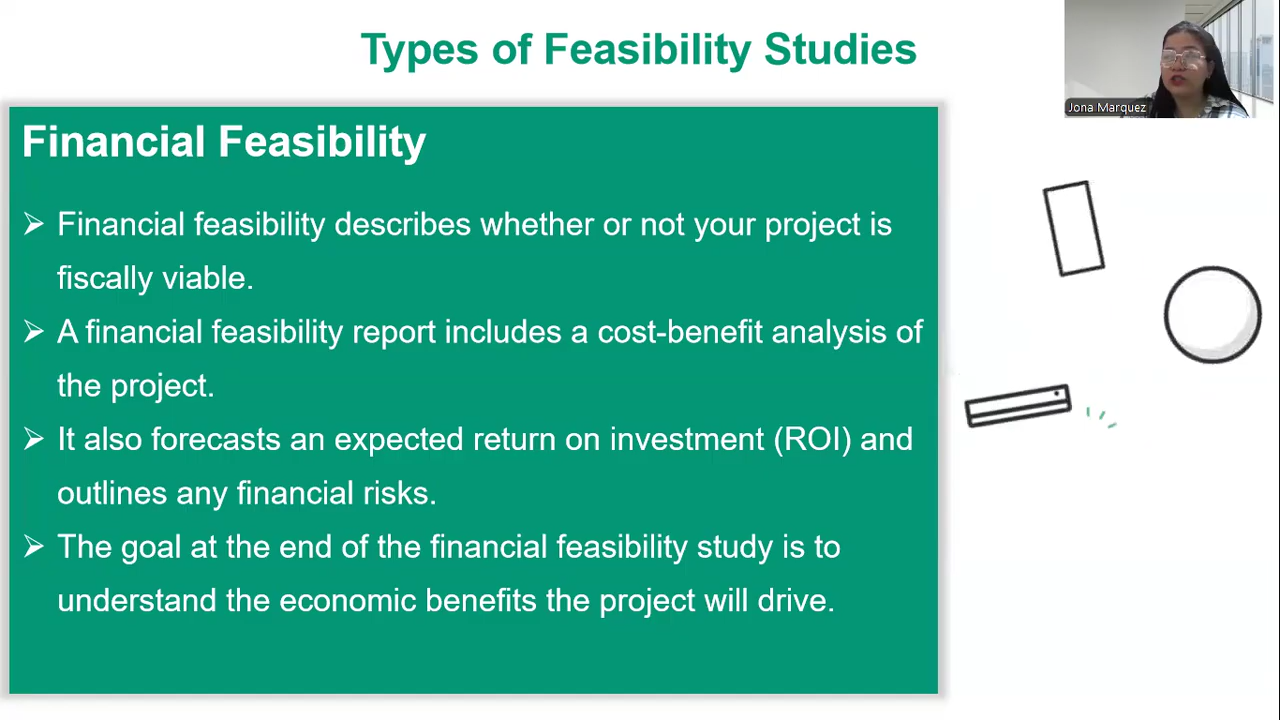 Types of Feasibility Studies
Jona Marquez
Financial Feasibility
⮚ Financial feasibility describes whether or not your project is
fiscally viable.
⮚ A financial feasibility report includes a cost-benefit analysis of
the project.
⮚ It also forecasts an expected return on investment (ROI) and
outlines any financial risks.
⮚ The goal at the end of the financial feasibility study is to
understand the economic benefits the project will drive.